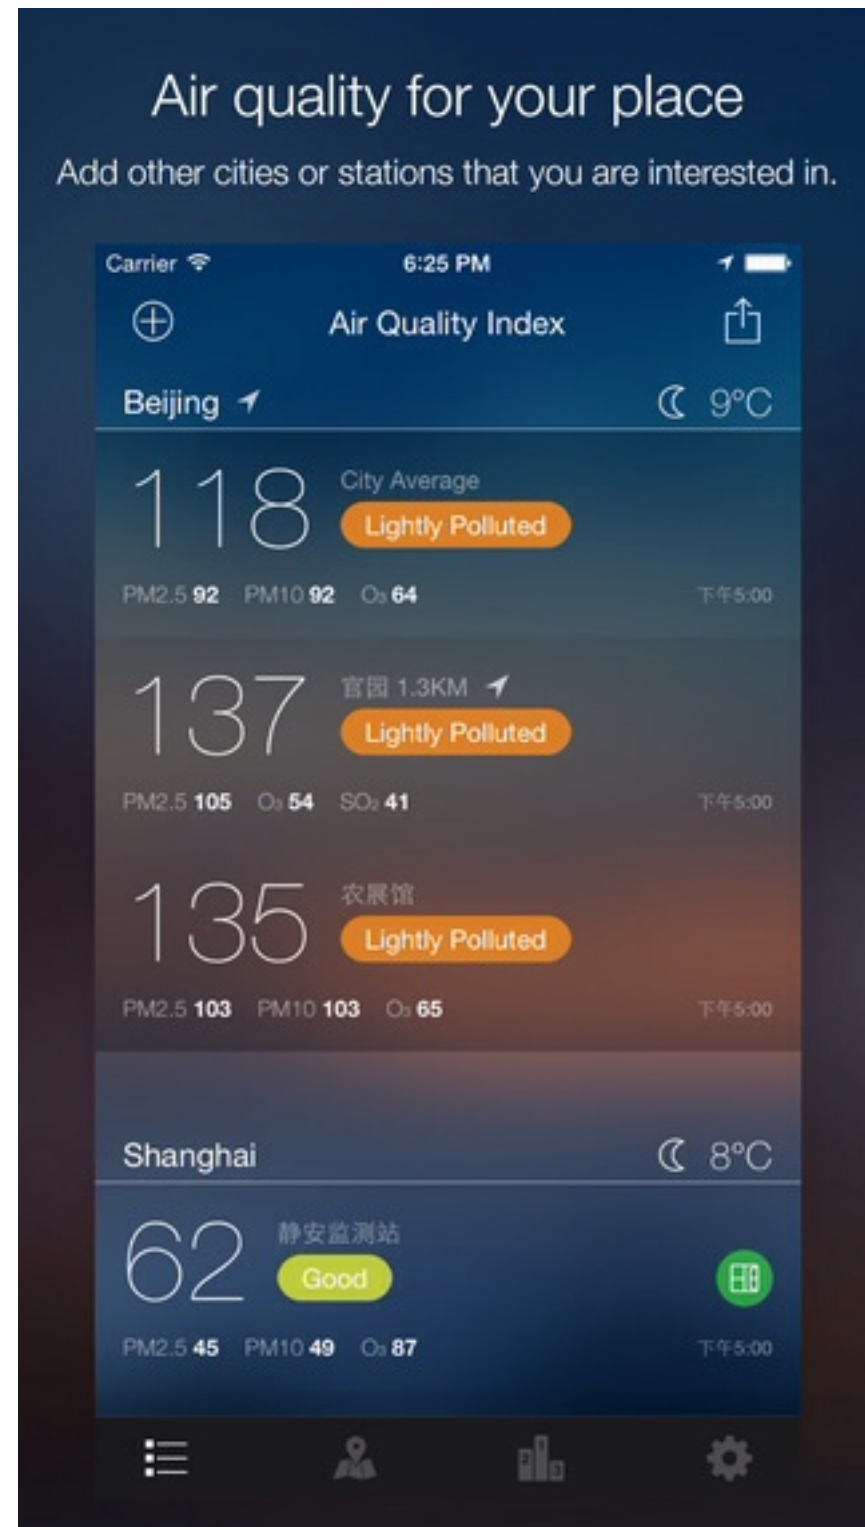 Air quality for your place
Add other cities or stations that you are interested in.
Carrier 6:25 PM
Air Quality Index
Beijing 9°C
118 City Average
Lightly Polluted
PM2.5 92 PM10 92 O₃ 64 下午5:00
137 官园 1.3KM
Lightly Polluted
PM2.5 105 O₃ 54 SO₂ 41 下午5:00
135 农展馆
Lightly Polluted
PM2.5 103 PM10 103 O₃ 65 下午5:00
Shanghai 8°C
62 静安监测站
Good
PM2.5 45 PM10 49 O₃ 87 下午5:00
2 1 3